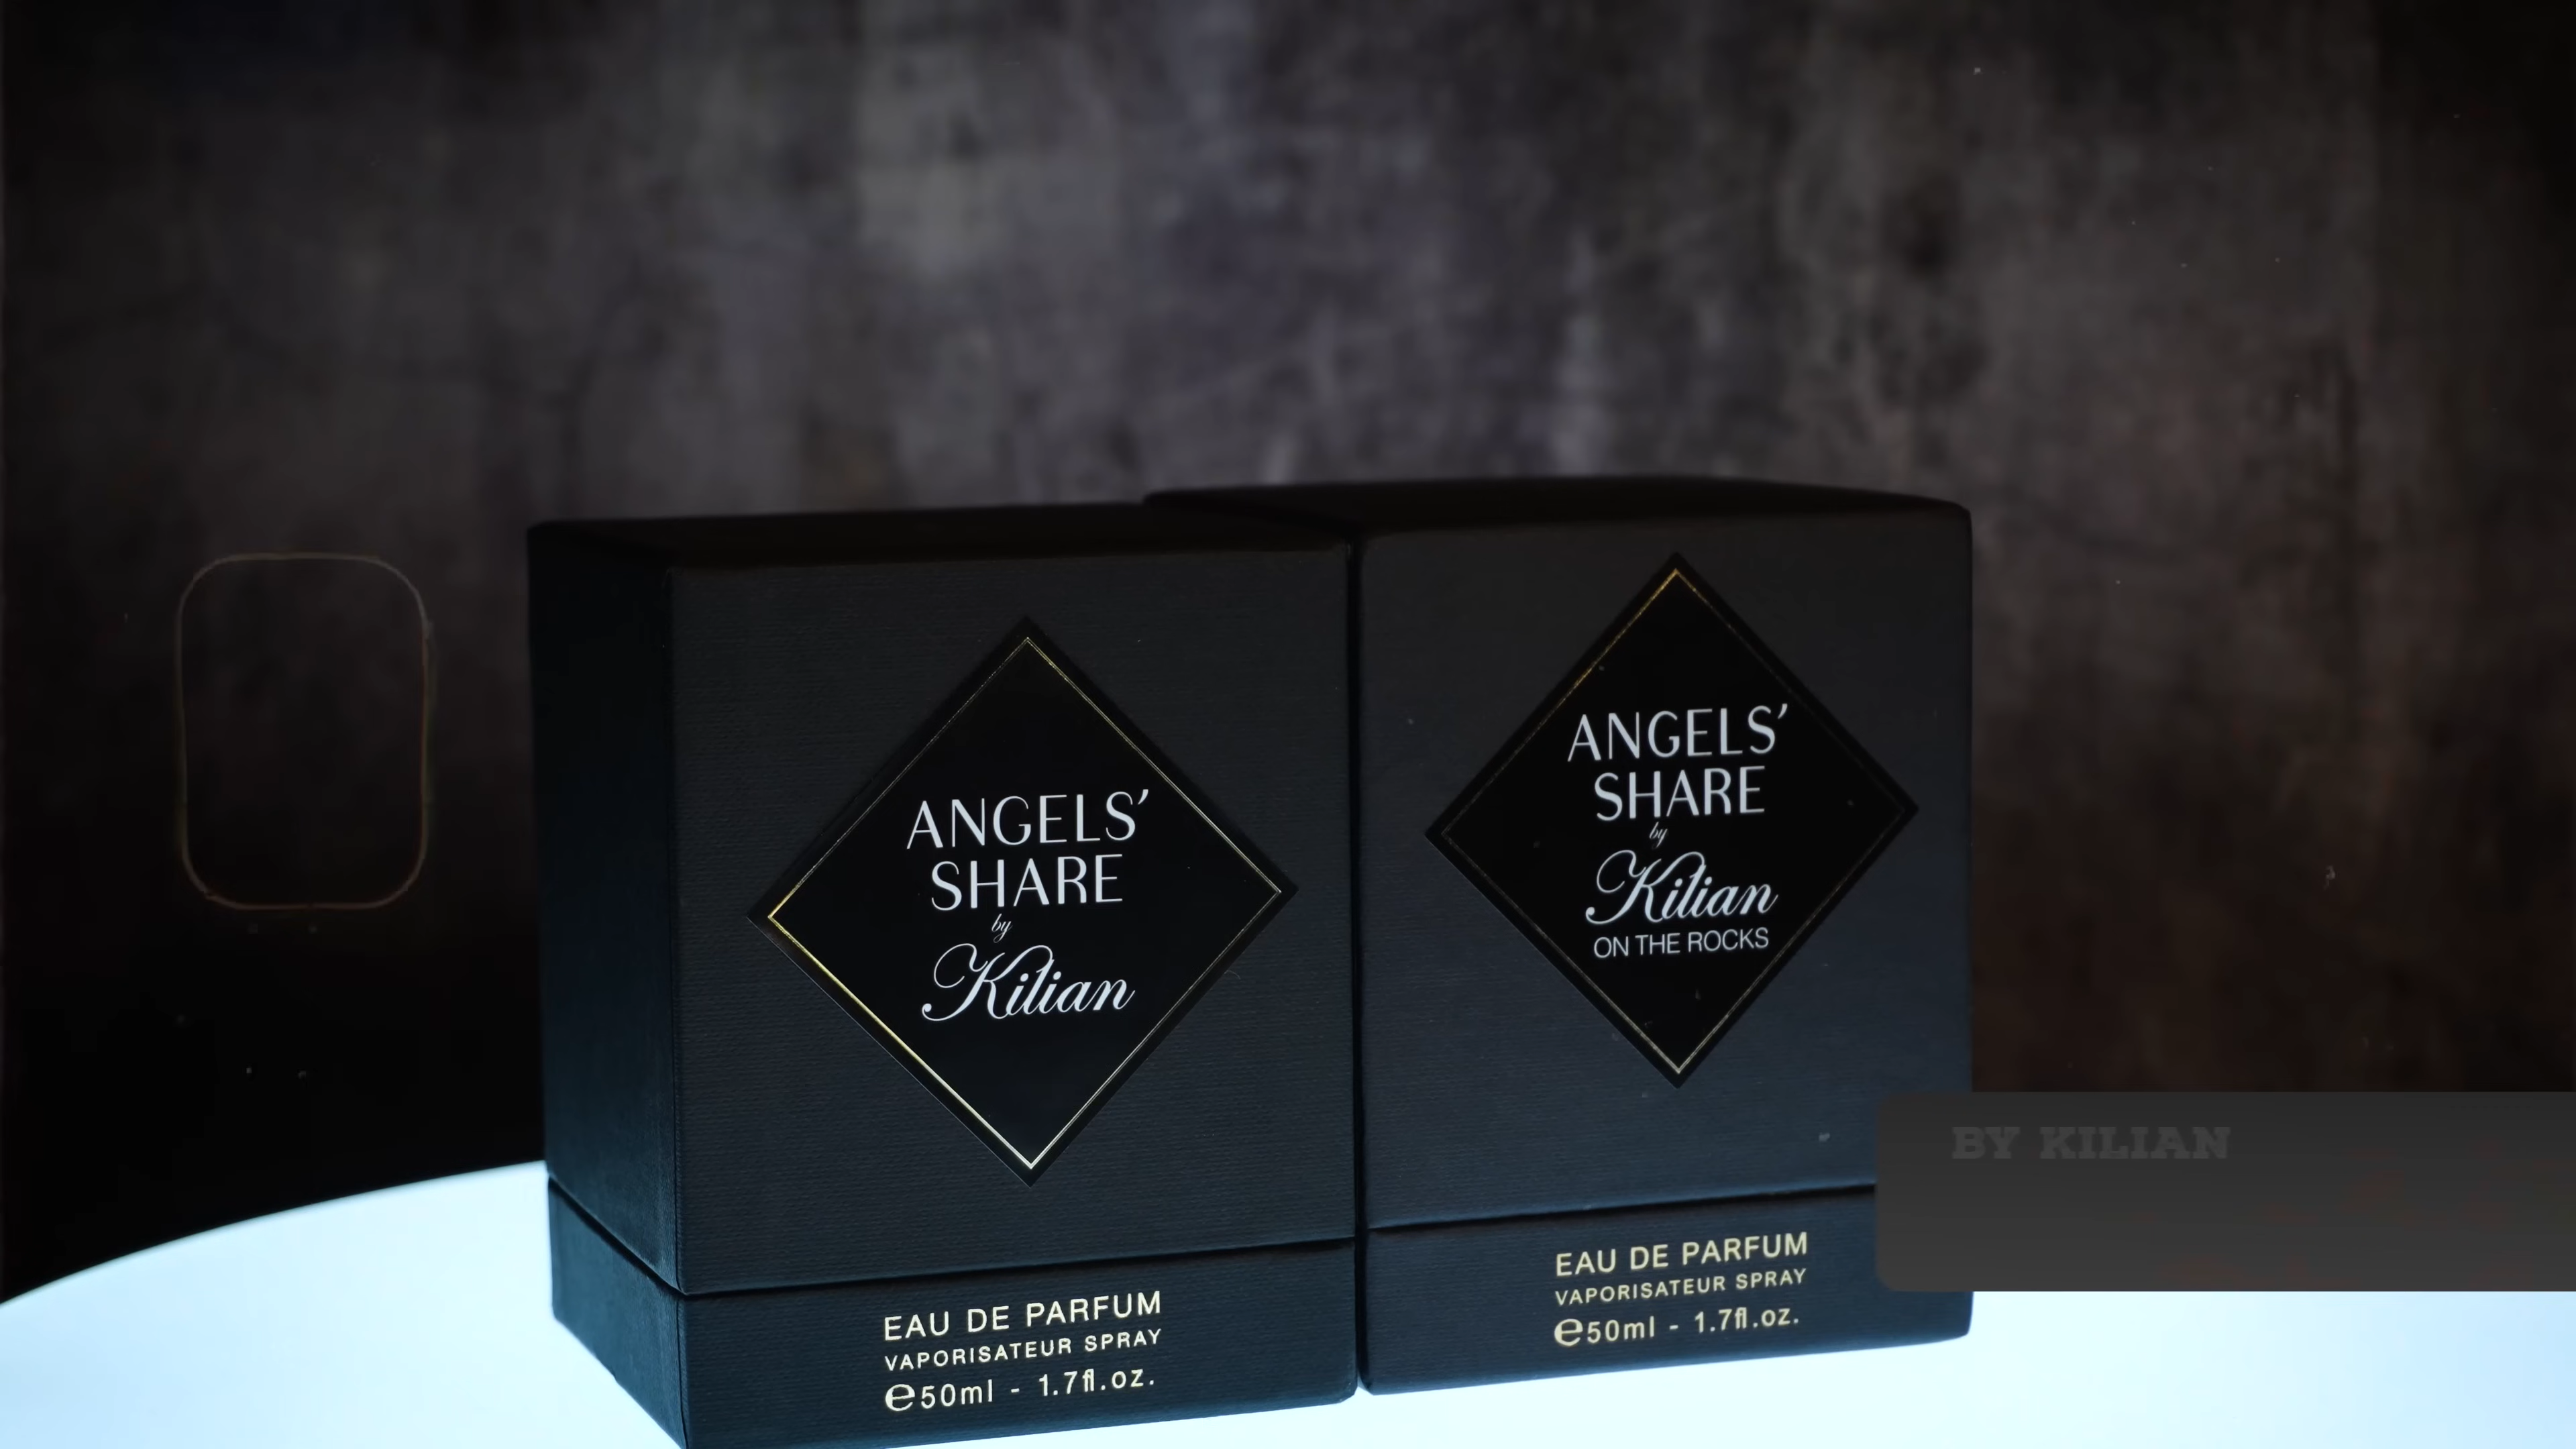 ANGELS'
SHARE
by
Kilian
EAU DE PARFUM
VAPORISATEUR SPRAY
℮50ml - 1.7fl.oz.
ANGELS'
SHARE
by
Kilian
ON THE ROCKS
EAU DE PARFUM
VAPORISATEUR SPRAY
℮50ml - 1.7fl.oz.
BY KILIAN